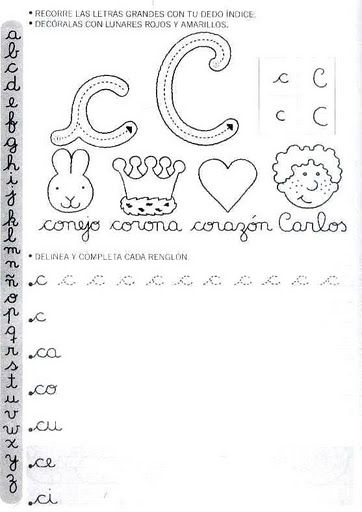 • RECORRE LAS LETRAS GRANDES CON TU DEDO ÍNDICE.
• DECÓRALAS CON LUNARES ROJOS Y AMARILLOS.
a
b
c
d
e
f
g
h
i
j
k
l
m
n
ñ
o
p
q
r
s
t
u
v
w
x
y
z
c C
c C
c C
conejo corona corazón Carlos
• DELINEA Y COMPLETA CADA RENGLÓN.
c c c c c c c c c c c c
c
ca
co
cu
ce
ci